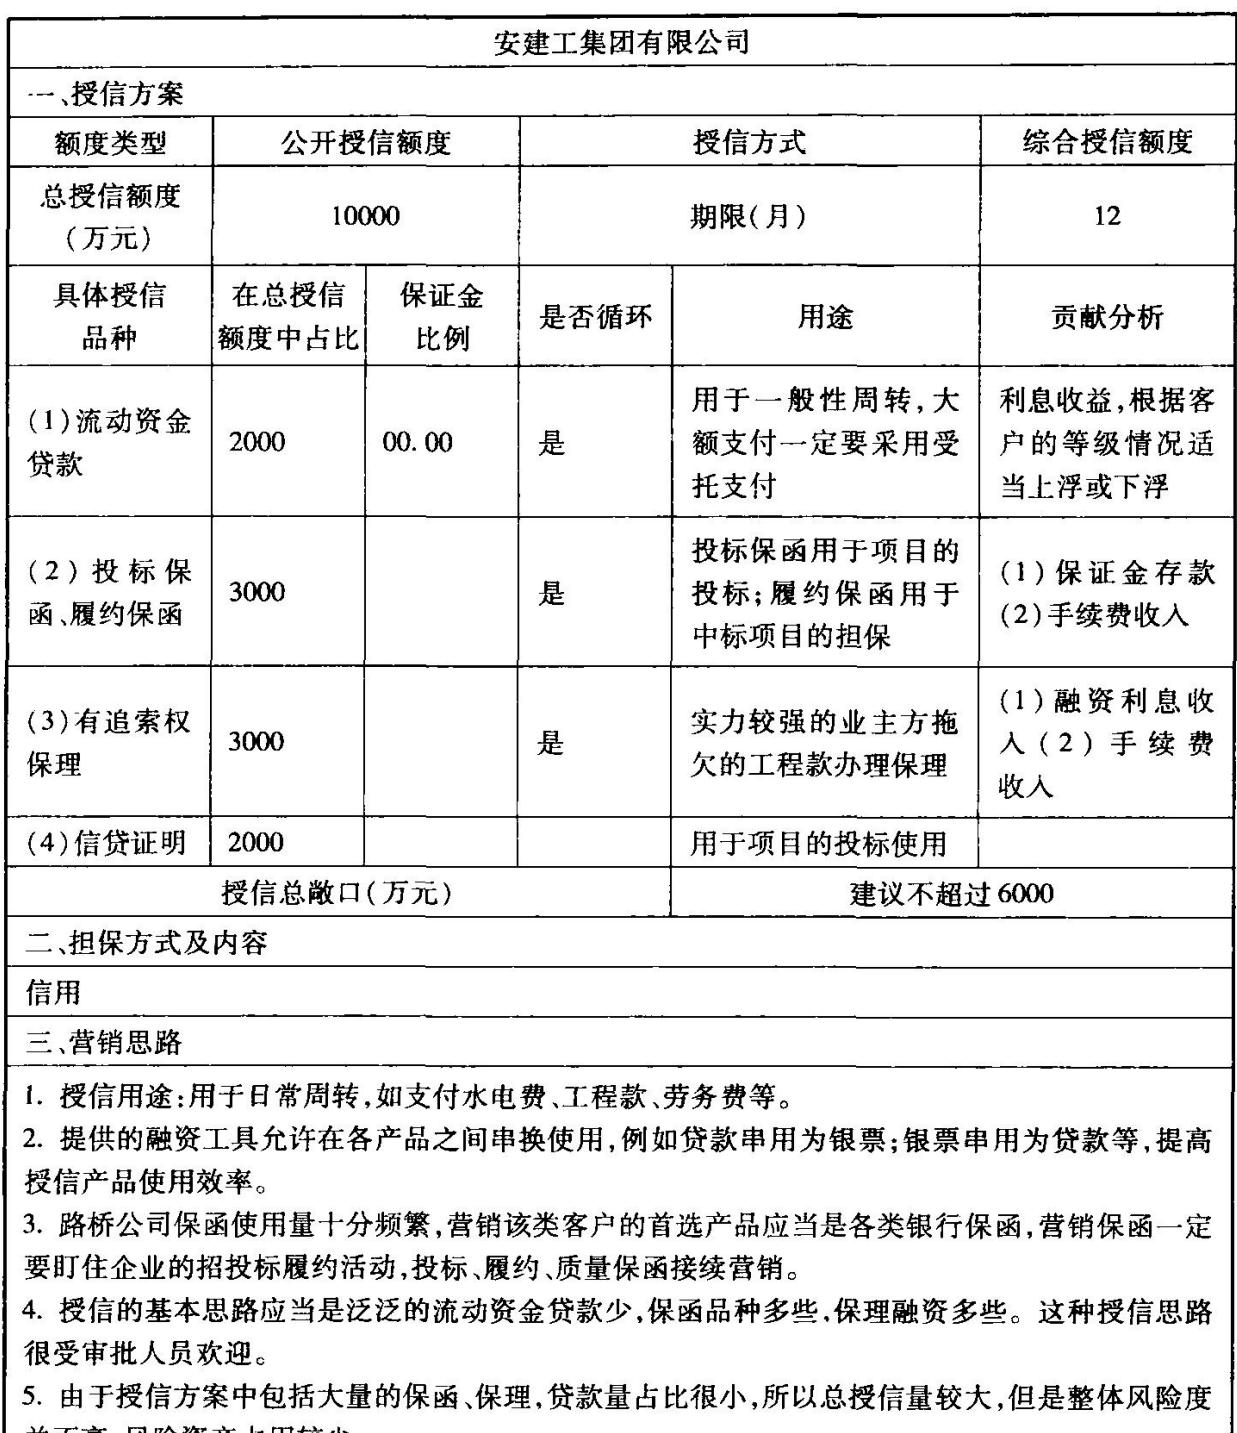 安建工集团有限公司
一、授信方案
额度类型 公开授信额度 授信方式 综合授信额度
总授信额度
(万元) 10000 期限(月) 12
具体授信
品种 在总授信
额度中占比 保证金
比例 是否循环 用途 贡献分析
(1)流动资金
贷款 2000 00.00 是 用于一般性周转,大
额支付一定要采用受
托支付 利息收益,根据客
户的等级情况适
当上浮或下浮
(2)投标保
函、履约保函 3000 是 投标保函用于项目的
投标;履约保函用于
中标项目的担保 (1)保证金存款
(2)手续费收入
(3)有追索权
保理 3000 是 实力较强的业主方拖
欠的工程款办理保理 (1)融资利息收
入(2)手续费
收入
(4)信贷证明 2000 用于项目的投标使用
授信总敞口(万元) 建议不超过6000
二、担保方式及内容
信用
三、营销思路
1. 授信用途:用于日常周转,如支付水电费、工程款、劳务费等。
2. 提供的融资工具允许在各产品之间串换使用,例如贷款串用为银票;银票串用为贷款等,提高
授信产品使用效率。
3. 路桥公司保函使用量十分频繁,营销该类客户的首选产品应当是各类银行保函,营销保函一定
要盯住企业的招投标履约活动,投标、履约、质量保函接续营销。
4. 授信的基本思路应当是泛泛的流动资金贷款少,保函品种多些,保理融资多些。这种授信思路
很受审批人员欢迎。
5. 由于授信方案中包括大量的保函、保理,贷款量占比很小,所以总授信量较大,但是整体风险度